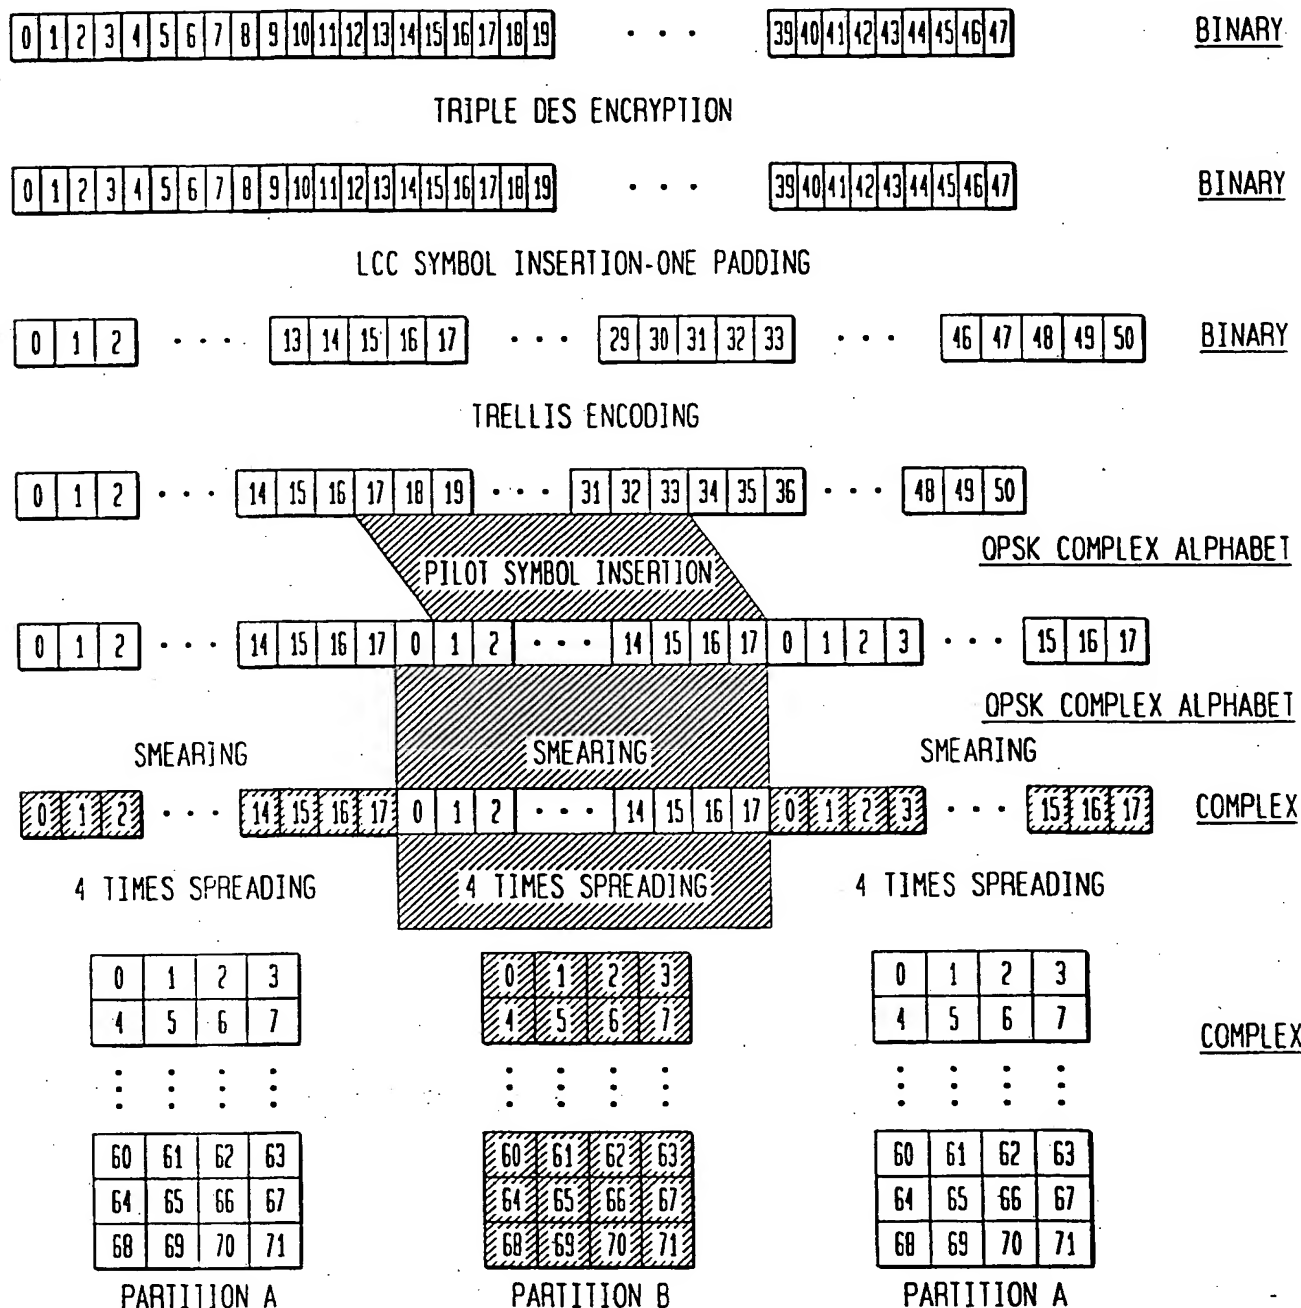 0 1 2 3 4 5 6 7 8 9 10 11 12 13 14 15 16 17 18 19 · · · 39 40 41 42 43 44 45 46 47 BINARY
TRIPLE DES ENCRYPTION
0 1 2 3 4 5 6 7 8 9 10 11 12 13 14 15 16 17 18 19 · · · 39 40 41 42 43 44 45 46 47 BINARY
LCC SYMBOL INSERTION-ONE PADDING
0 1 2 · · · 13 14 15 16 17 · · · 29 30 31 32 33 · · · 46 47 48 49 50 BINARY
TRELLIS ENCODING
0 1 2 · · · 14 15 16 17 18 19 · · · 31 32 33 34 35 36 · · · 48 49 50
QPSK COMPLEX ALPHABET
PILOT SYMBOL INSERTION
0 1 2 · · · 14 15 16 17 0 1 2 · · · 14 15 16 17 0 1 2 3 · · · 15 16 17
QPSK COMPLEX ALPHABET
SMEARING SMEARING SMEARING
0 1 2 · · · 14 15 16 17 0 1 2 · · · 14 15 16 17 0 1 2 3 · · · 15 16 17 COMPLEX
4 TIMES SPREADING 4 TIMES SPREADING 4 TIMES SPREADING
0 1 2 3 0 1 2 3 0 1 2 3
4 5 6 7 4 5 6 7 4 5 6 7
COMPLEX
60 61 62 63 60 61 62 63 60 61 62 63
64 65 66 67 64 65 66 67 64 65 66 67
68 69 70 71 68 69 70 71 68 69 70 71
PARTITION A PARTITION B PARTITION A